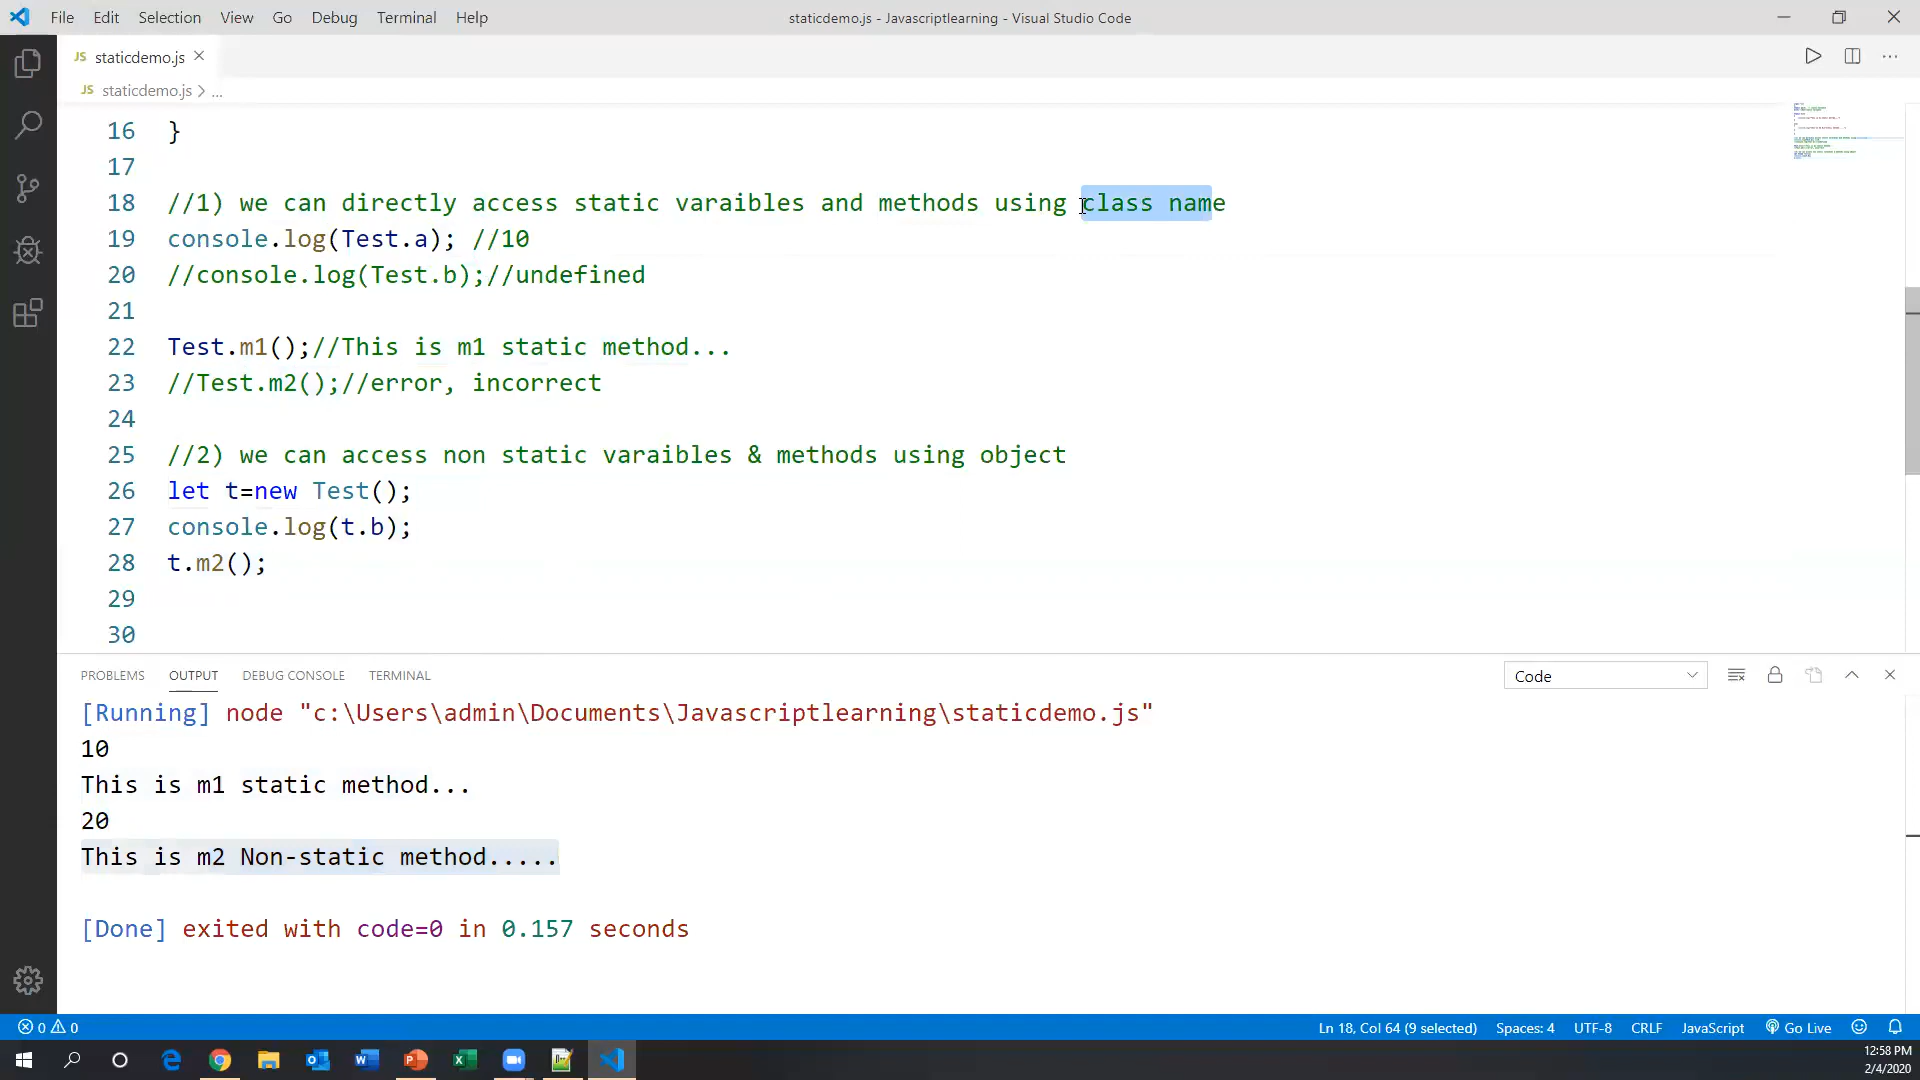 File Edit Selection View Go Debug Terminal Help
staticdemo.js - Javascriptlearning - Visual Studio Code
JS staticdemo.js
JS staticdemo.js > ...
16 }
17
18 //1) we can directly access static varaibles and methods using class name
19 console.log(Test.a); //10
20 //console.log(Test.b);//undefined
21
22 Test.m1();//This is m1 static method...
23 //Test.m2();//error, incorrect
24
25 //2) we can access non static varaibles & methods using object
26 let t=new Test();
27 console.log(t.b);
28 t.m2();
29
30
PROBLEMS OUTPUT DEBUG CONSOLE TERMINAL
Code
[Running] node "c:\Users\admin\Documents\Javascriptlearning\staticdemo.js"
10
This is m1 static method...
20
This is m2 Non-static method.....
[Done] exited with code=0 in 0.157 seconds
0 0
Ln 18, Col 64 (9 selected) Spaces: 4 UTF-8 CRLF JavaScript Go Live
12:58 PM
2/4/2020